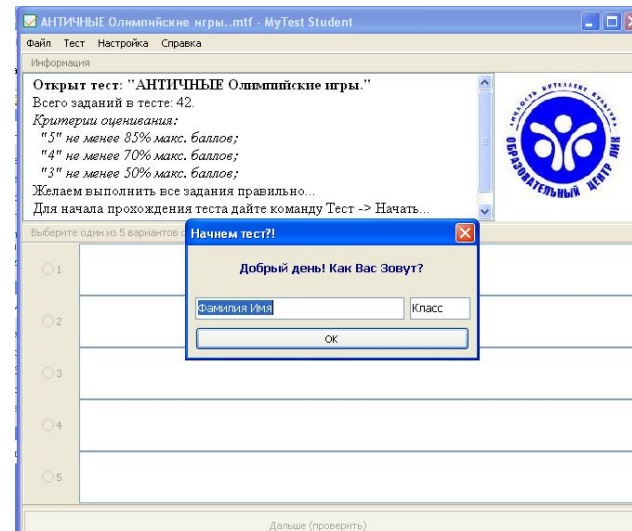 АНТИЧНЫЕ Олимпийские игры..mtf - MyTest Student
Файл Тест Настройка Справка
Информация
Открыт тест: "АНТИЧНЫЕ Олимпийские игры."
Всего заданий в тесте: 42.
Критерии оценивания:
"5" не менее 85% макс. баллов;
"4" не менее 70% макс. баллов;
"3" не менее 50% макс. баллов;
Желаем выполнить все задания правильно...
Для начала прохождения теста дайте команду Тест -> Начать...
ЛИЧНОСТЬ ИНТЕЛЛЕКТ КУЛЬТУРА
ОБРАЗОВАТЕЛЬНЫЙ ЦЕНТР ЛИК
Выберите один из 5 вариантов
Начнем тест?!
Добрый день! Как Вас Зовут?
Фамилия Имя Класс
OK
1
2
3
4
5
Дальше (проверить)